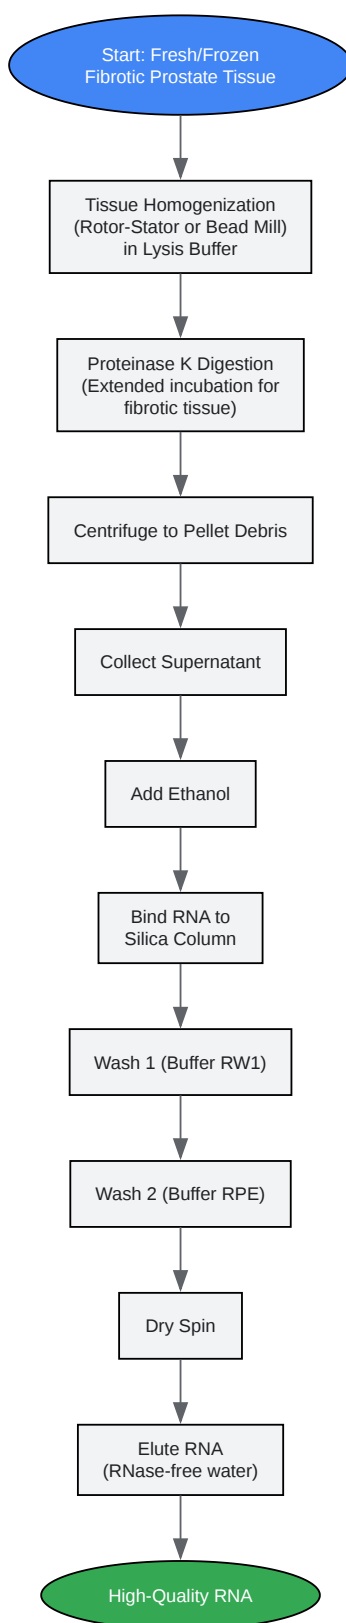 Start: Fresh/Frozen
Fibrotic Prostate Tissue
Tissue Homogenization
(Rotor-Stator or Bead Mill)
in Lysis Buffer
Proteinase K Digestion
(Extended incubation for
fibrotic tissue)
Centrifuge to Pellet Debris
Collect Supernatant
Add Ethanol
Bind RNA to
Silica Column
Wash 1 (Buffer RW1)
Wash 2 (Buffer RPE)
Dry Spin
Elute RNA
(RNase-free water)
High-Quality RNA